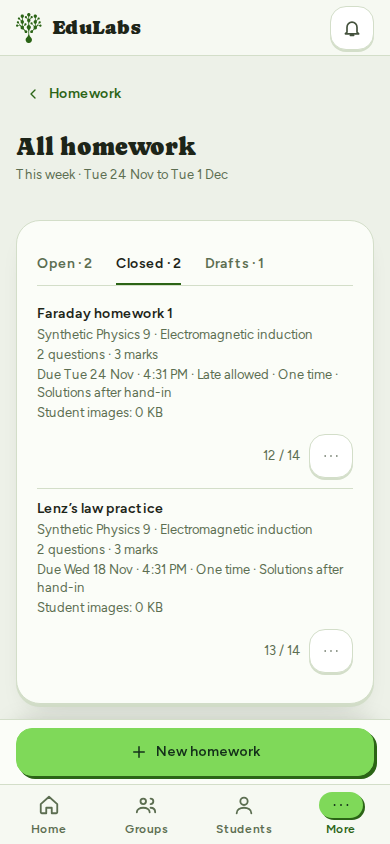 EduLabs
Homework
All homework
This week · Tue 24 Nov to Tue 1 Dec
Open · 2 Closed · 2 Drafts · 1
Faraday homework 1
Synthetic Physics 9 · Electromagnetic induction
2 questions · 3 marks
Due Tue 24 Nov · 4:31 PM · Late allowed · One time ·
Solutions after hand-in
Student images: 0 KB
12 / 14
Lenz’s law practice
Synthetic Physics 9 · Electromagnetic induction
2 questions · 3 marks
Due Wed 18 Nov · 4:31 PM · One time · Solutions after
hand-in
Student images: 0 KB
13 / 14
New homework
Home Groups Students More